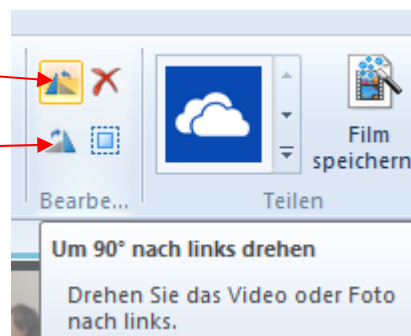 Film
speichern
Bearbe...
Teilen
Um 90° nach links drehen
Drehen Sie das Video oder Foto
nach links.